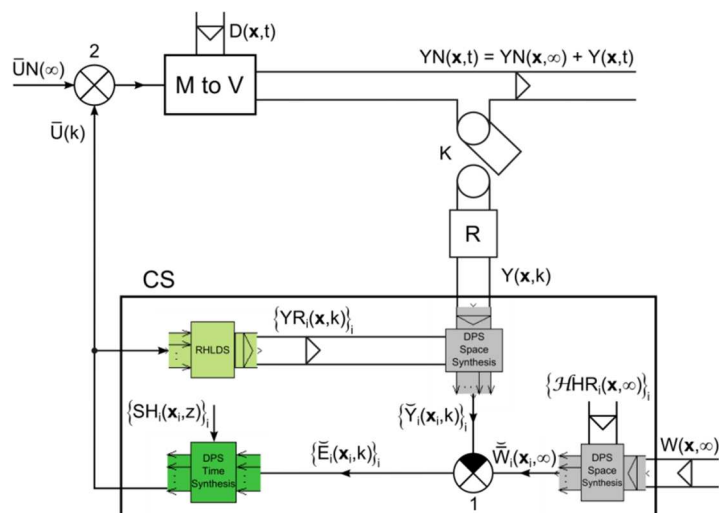 D(x,t)
YN(x,t) = YN(x,∞) + Y(x,t)
2
ŪN(∞)
M to V
Ū(k)
K
R
CS
Y(x,k)
{YRᵢ(x,k)}ᵢ
RHLDS
DPS
Space
Synthesis
{ℋHRᵢ(x,∞)}ᵢ
{SHᵢ(xᵢ,z)}ᵢ
{Y̆ᵢ(xᵢ,k)}ᵢ
{Ĕᵢ(xᵢ,k)}ᵢ
W̆̄ᵢ(xᵢ,∞)
W(x,∞)
DPS
Time
Synthesis
DPS
Space
Synthesis
1